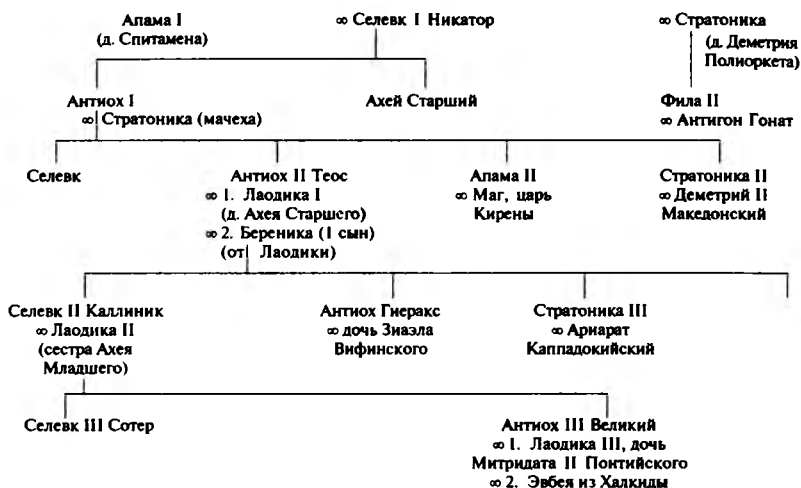 Апама I
(д. Спитамена)
∞ Селевк I Никатор
∞ Стратоника
(д. Деметрия
Полиоркета)
Антиох I
∞ Стратоника (мачеха)
Ахей Старший
Фила II
∞ Антигон Гонат
Селевк
Антиох II Теос
∞ 1. Лаодика I
(д. Ахея Старшего)
∞ 2. Береника (1 сын)
(от Лаодики)
Апама II
∞ Маг, царь
Кирены
Стратоника II
∞ Деметрий II
Македонский
Селевк II Каллиник
∞ Лаодика II
(сестра Ахея
Младшего)
Антиох Гиеракс
∞ дочь Зиаэла
Вифинского
Стратоника III
∞ Ариарат
Каппадокийский
Селевк III Сотер
Антиох III Великий
∞ 1. Лаодика III, дочь
Митридата II Понтийского
∞ 2. Эвбея из Халкиды